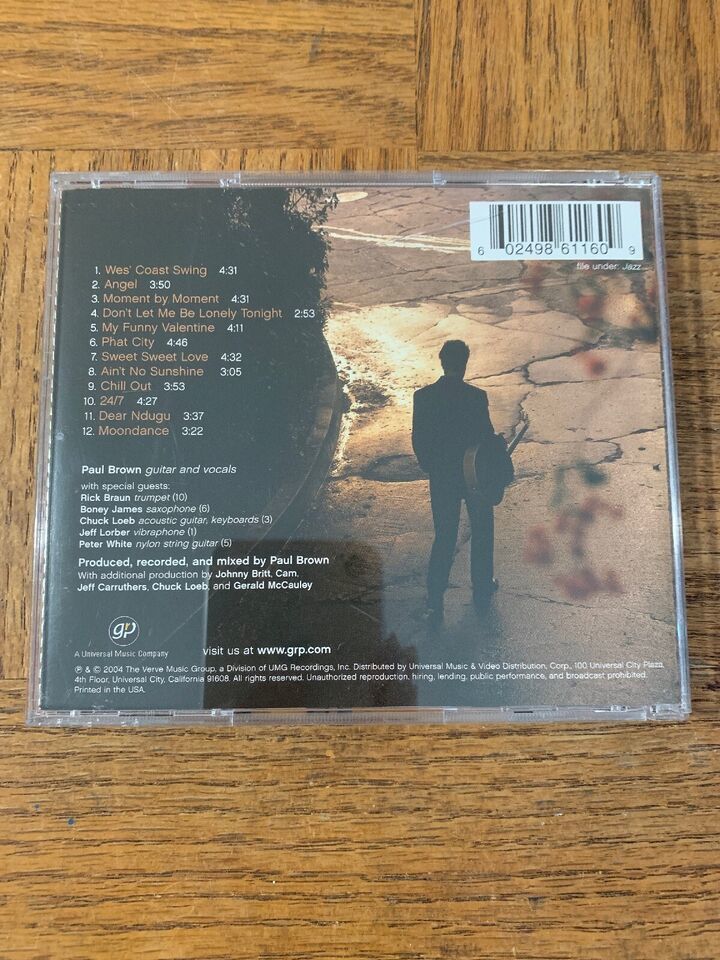 6 02498 61160 9
file under: Jazz
1. Wes' Coast Swing 4:31
2. Angel 3:50
3. Moment by Moment 4:31
4. Don't Let Me Be Lonely Tonight 2:53
5. My Funny Valentine 4:11
6. Phat City 4:46
7. Sweet Sweet Love 4:32
8. Ain't No Sunshine 3:05
9. Chill Out 3:53
10. 24/7 4:27
11. Dear Ndugu 3:37
12. Moondance 3:22
Paul Brown guitar and vocals
with special guests:
Rick Braun trumpet (10)
Boney James saxophone (6)
Chuck Loeb acoustic guitar, keyboards (3)
Jeff Lorber vibraphone (1)
Peter White nylon string guitar (5)
Produced, recorded, and mixed by Paul Brown
With additional production by Johnny Britt, Cam,
Jeff Carruthers, Chuck Loeb, and Gerald McCauley
grp
A Universal Music Company
visit us at www.grp.com
℗ & © 2004 The Verve Music Group, a Division of UMG Recordings, Inc. Distributed by Universal Music & Video Distribution, Corp., 100 Universal City Plaza,
4th Floor, Universal City, California 91608. All rights reserved. Unauthorized reproduction, hiring, lending, public performance, and broadcast prohibited.
Printed in the USA.